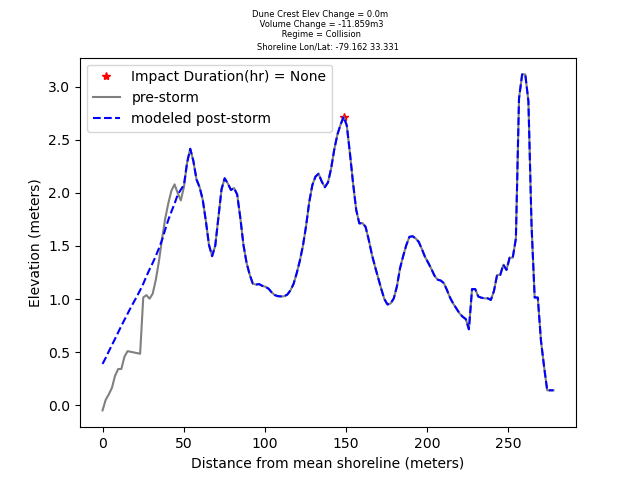 Dune Crest Elev Change = 0.0m
Volume Change = -11.859m3
Regime = Collision
Shoreline Lon/Lat: -79.162 33.331
Impact Duration(hr) = None
pre-storm
modeled post-storm
Elevation (meters)
3.0
2.5
2.0
1.5
1.0
0.5
0.0
0 50 100 150 200 250
Distance from mean shoreline (meters)